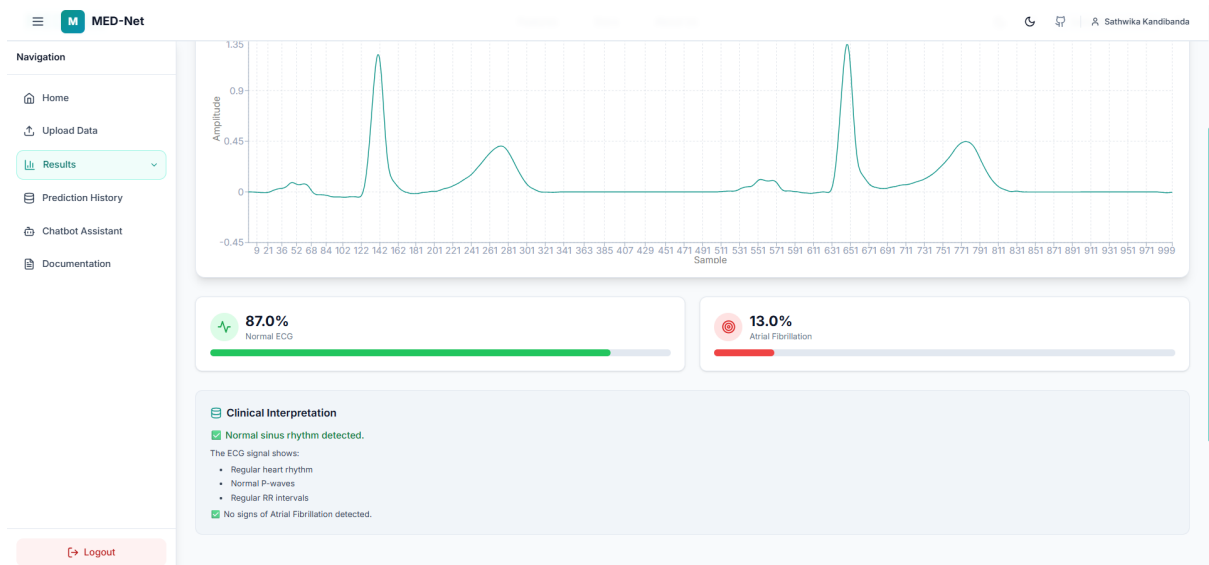 M MED-Net
Sathwika Kandibanda
Navigation
Home
Upload Data
Results
Prediction History
Chatbot Assistant
Documentation
Logout
1.35
0.9
0.45
0
-0.45
Amplitude
9 21 36 52 68 84 102 122 142 162 181 201 221 241 261 281 301 321 341 363 385 407 429 451 471 491 511 531 551 571 591 611 631 651 671 691 711 731 751 771 791 811 831 851 871 891 911 931 951 971 999
Sample
87.0%
Normal ECG
13.0%
Atrial Fibrillation
Clinical Interpretation
✅ Normal sinus rhythm detected.
The ECG signal shows:
• Regular heart rhythm
• Normal P-waves
• Regular RR intervals
✅ No signs of Atrial Fibrillation detected.